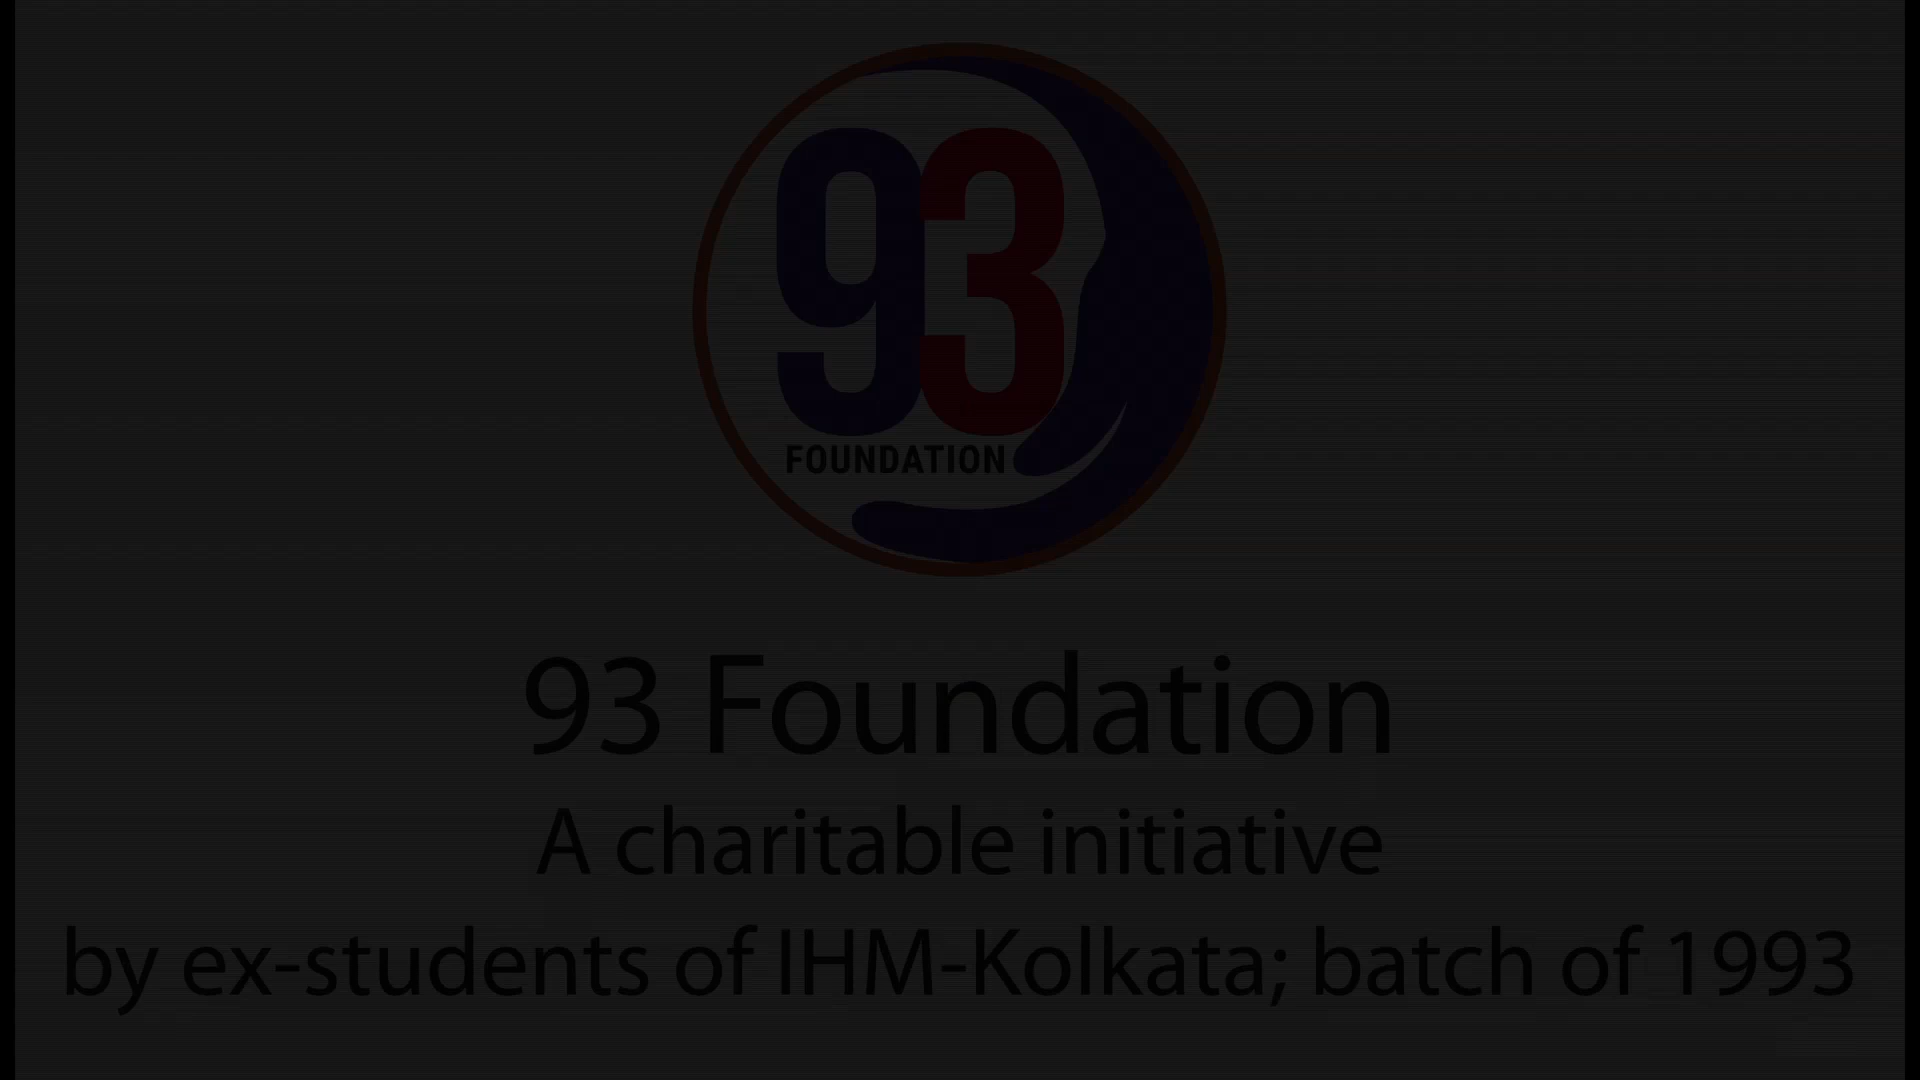 93
FOUNDATION
93 Foundation
A charitable initiative
by ex-students of IHM-Kolkata; batch of 1993